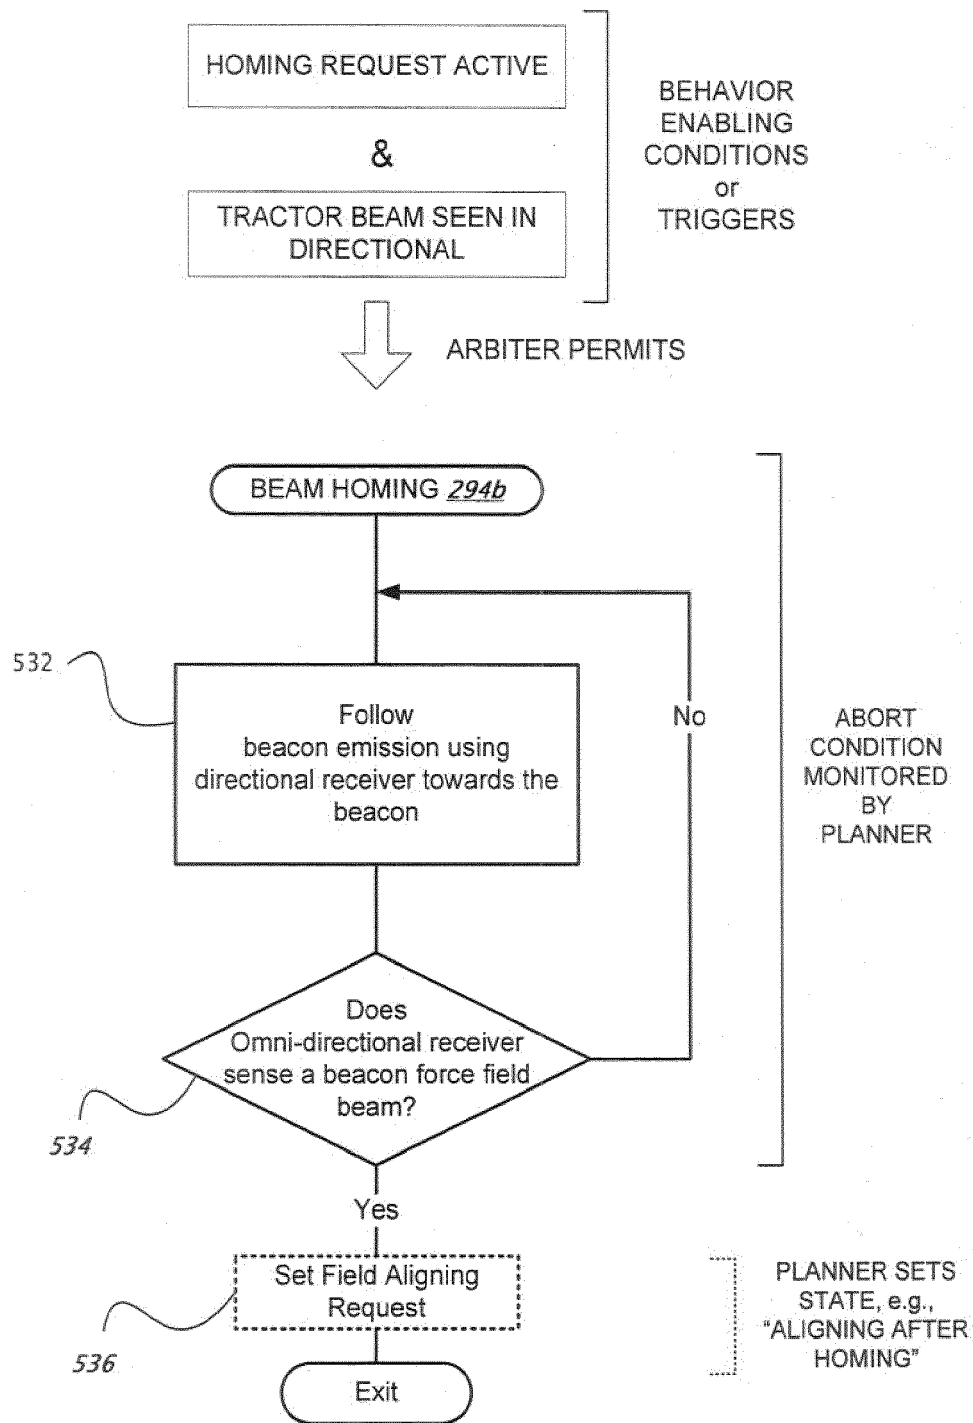 HOMING REQUEST ACTIVE
&
TRACTOR BEAM SEEN IN
DIRECTIONAL
BEHAVIOR
ENABLING
CONDITIONS
or
TRIGGERS
ARBITER PERMITS
BEAM HOMING 294b
532
Follow
beacon emission using
directional receiver towards the
beacon
No
ABORT
CONDITION
MONITORED
BY
PLANNER
Does
Omni-directional receiver
sense a beacon force field
beam?
534
Yes
Set Field Aligning
Request
536
PLANNER SETS
STATE, e.g.,
"ALIGNING AFTER
HOMING"
Exit